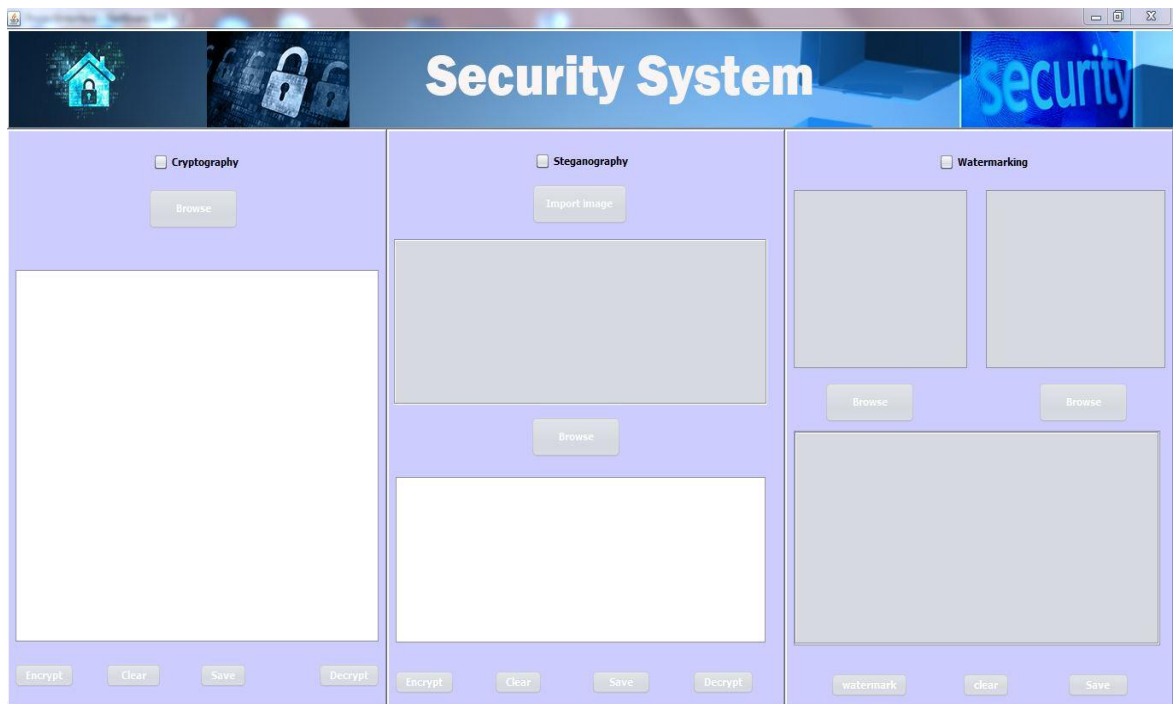 Security System
security
Cryptography
Browse
Encrypt Clear Save Decrypt
Steganography
Import image
Browse
Encrypt Clear Save Decrypt
Watermarking
Browse Browse
watermark clear Save